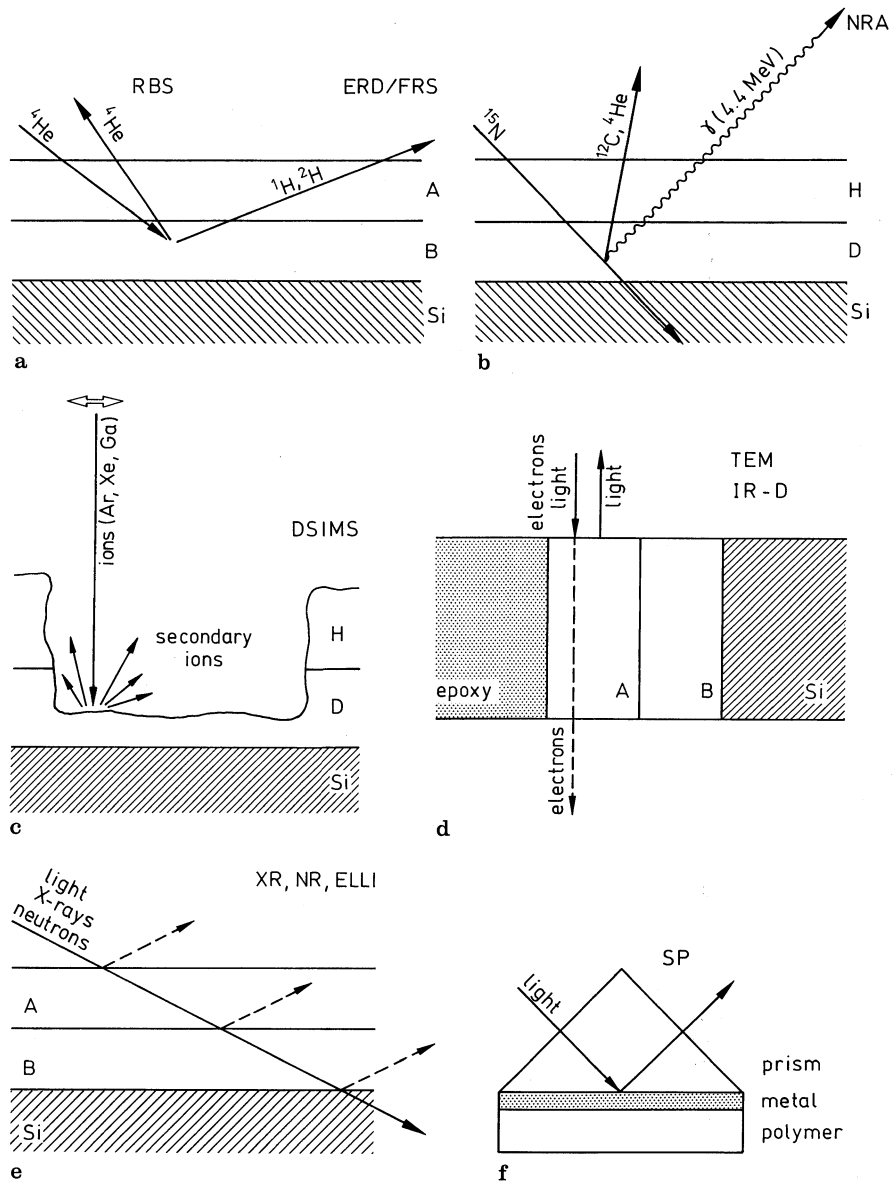 RBS
ERD/FRS
⁴He
⁴He
¹H, ²H
A
B
Si
a
NRA
¹⁵N
¹²C, ⁴He
γ (4.4 MeV)
H
D
Si
b
ions (Ar, Xe, Ga)
DSIMS
secondary
ions
H
D
Si
c
electrons
light
light
TEM
IR-D
epoxy
A
B
Si
electrons
d
light
X-rays
neutrons
XR, NR, ELLI
A
B
Si
e
SP
light
prism
metal
polymer
f